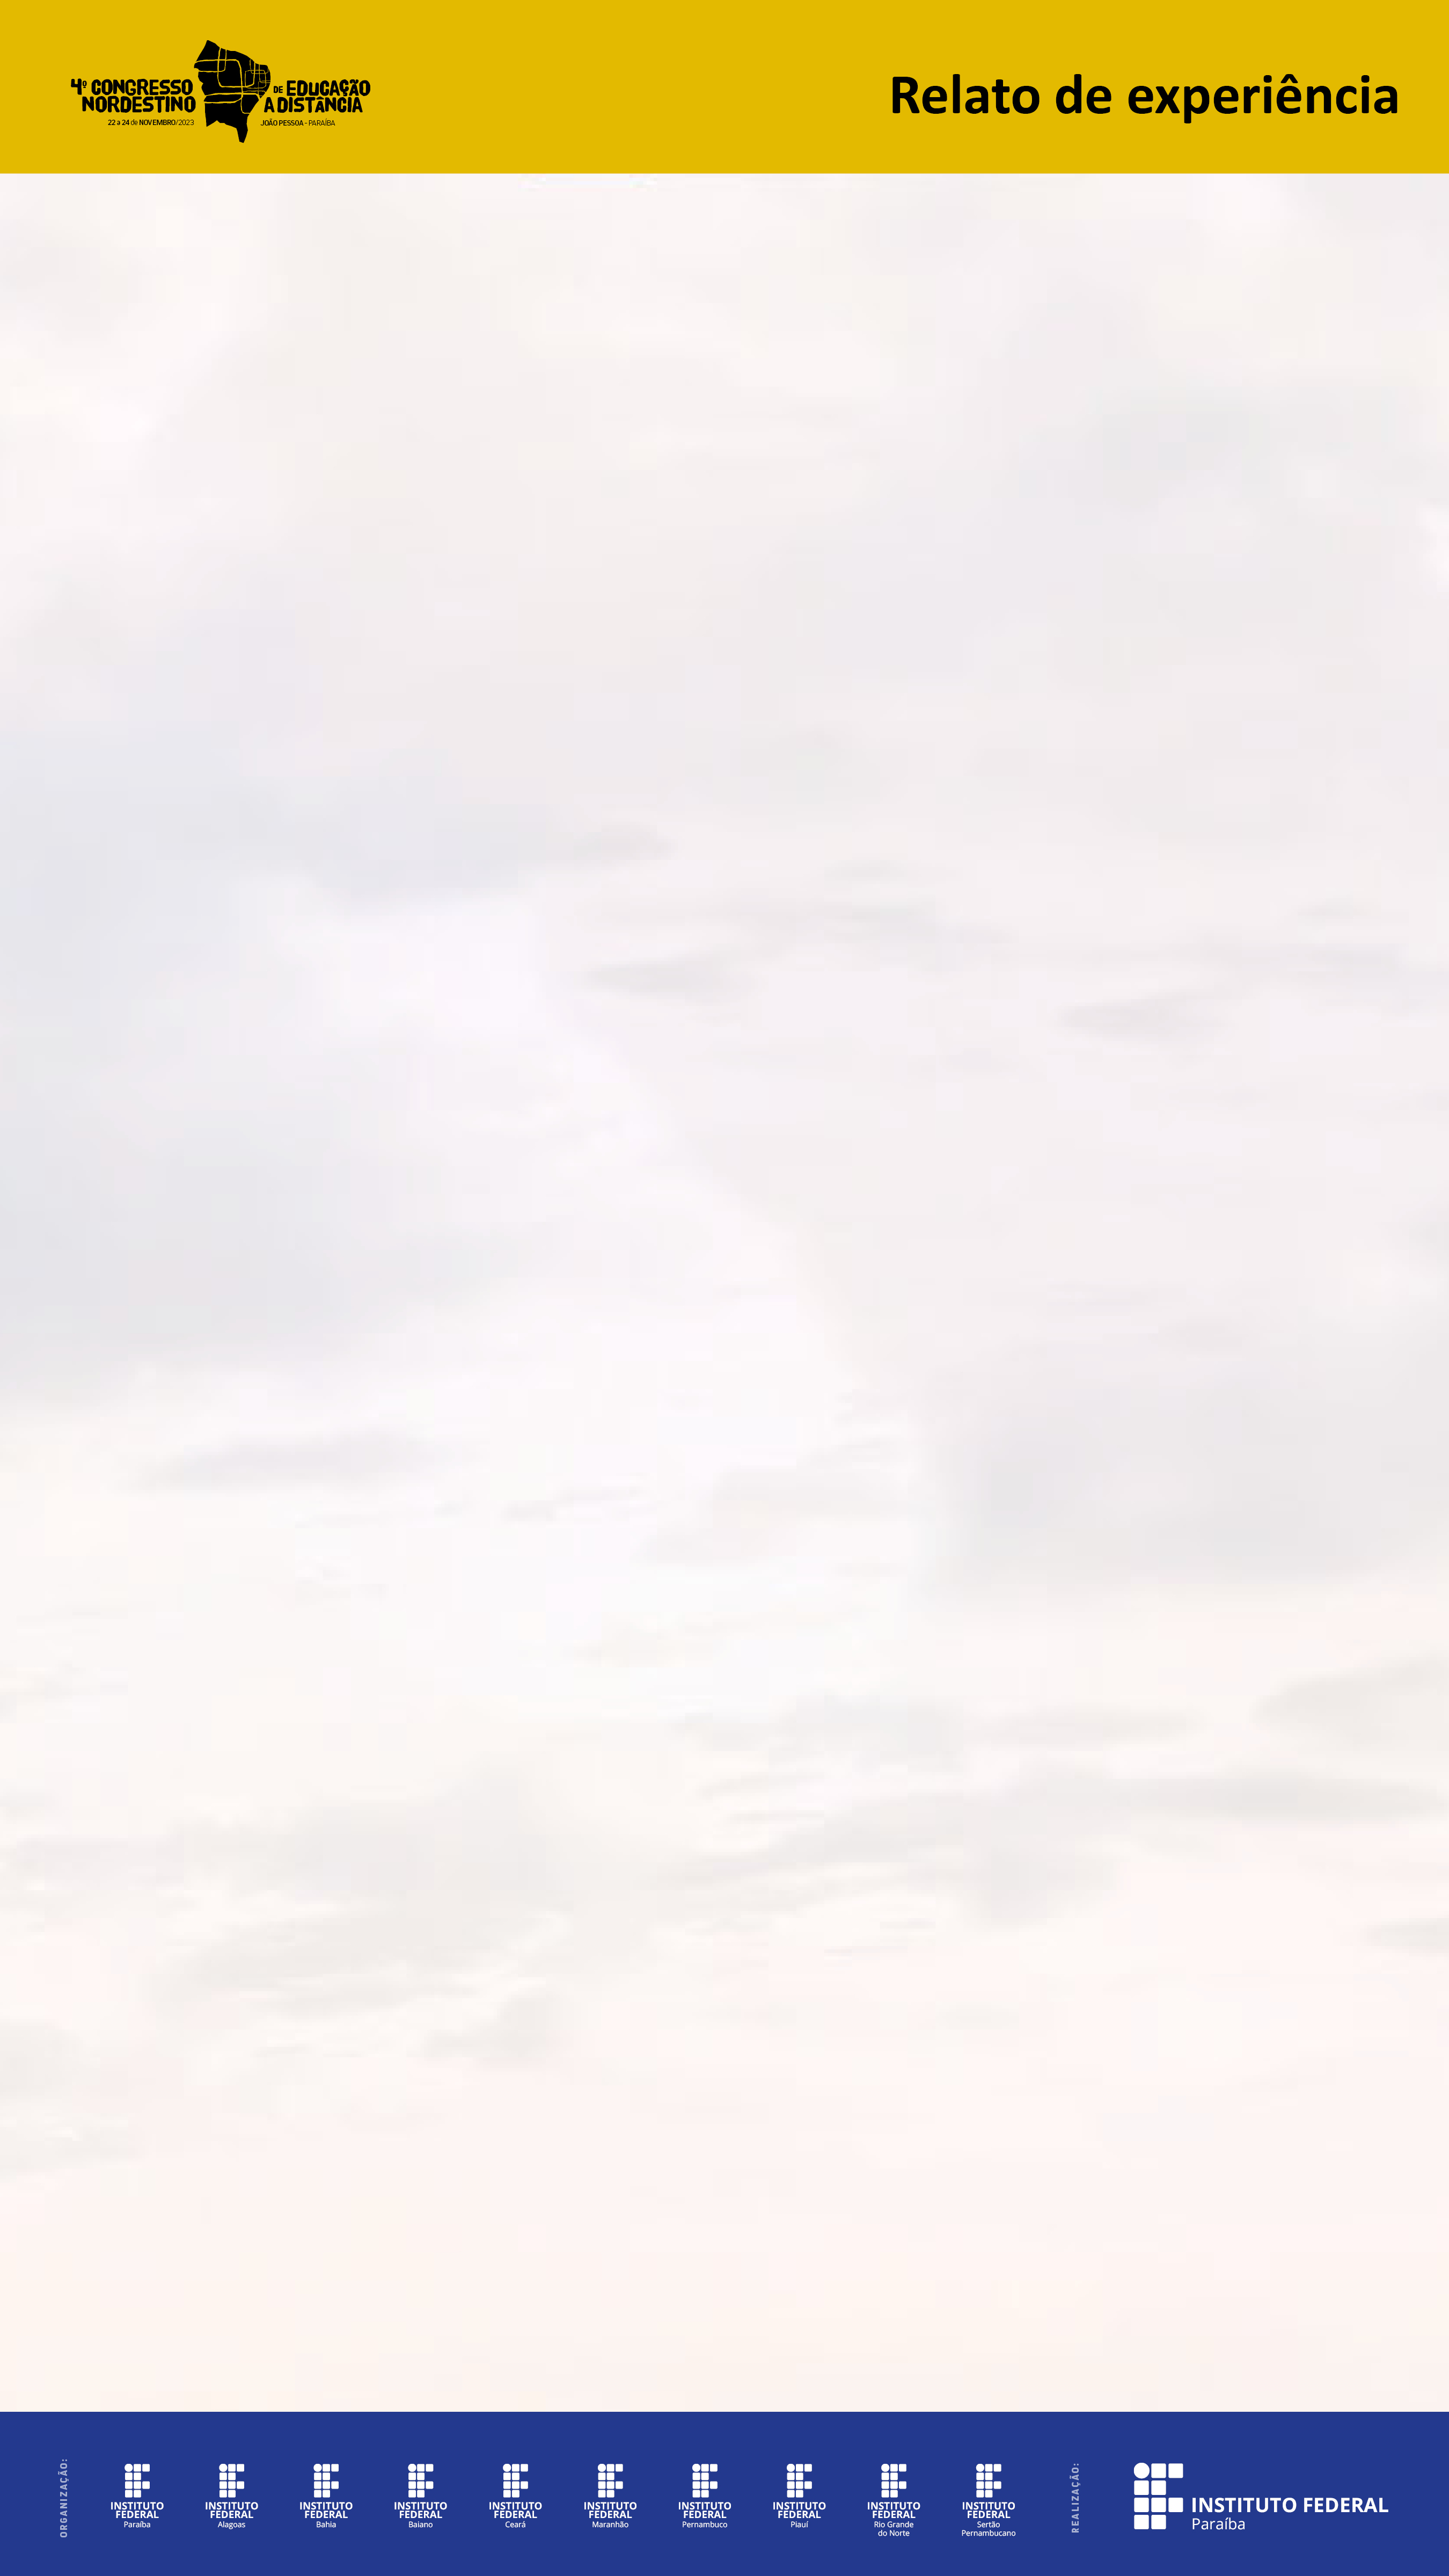 4º CONGRESSO
NORDESTINO
22 a 24 de NOVEMBRO/2023
DE EDUCAÇÃO
A DISTÂNCIA
JOÃO PESSOA - PARAÍBA
Relato de experiência
ORGANIZAÇÃO:
INSTITUTO
FEDERAL
Paraíba
INSTITUTO
FEDERAL
Alagoas
INSTITUTO
FEDERAL
Bahia
INSTITUTO
FEDERAL
Baiano
INSTITUTO
FEDERAL
Ceará
INSTITUTO
FEDERAL
Maranhão
INSTITUTO
FEDERAL
Pernambuco
INSTITUTO
FEDERAL
Piauí
INSTITUTO
FEDERAL
Rio Grande
do Norte
INSTITUTO
FEDERAL
Sertão
Pernambucano
REALIZAÇÃO:
INSTITUTO FEDERAL
Paraíba